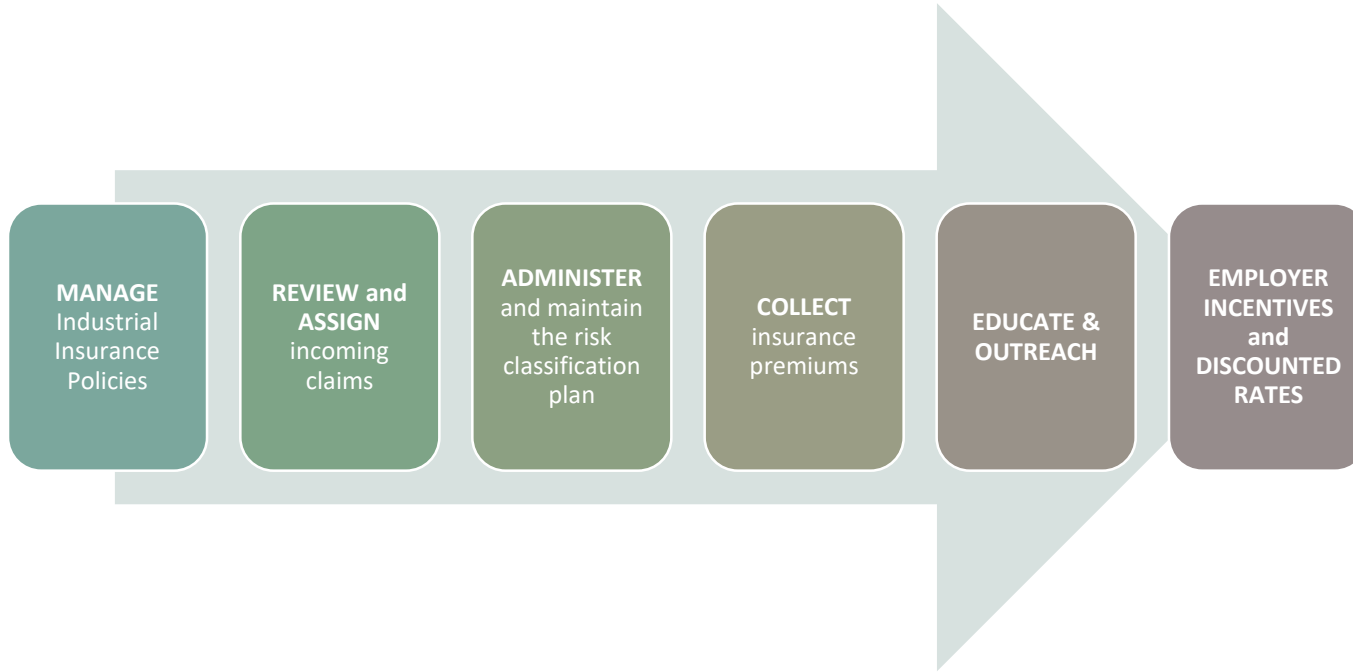 MANAGE
Industrial
Insurance
Policies
REVIEW and
ASSIGN
incoming
claims
ADMINISTER
and maintain
the risk
classification
plan
COLLECT
insurance
premiums
EDUCATE &
OUTREACH
EMPLOYER
INCENTIVES
and
DISCOUNTED
RATES